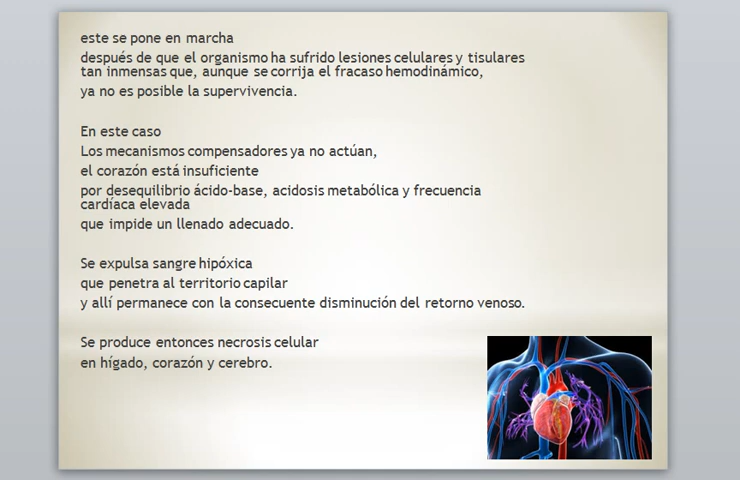 este se pone en marcha
después de que el organismo ha sufrido lesiones celulares y tisulares
tan inmensas que, aunque se corrija el fracaso hemodinámico,
ya no es posible la supervivencia.
En este caso
Los mecanismos compensadores ya no actúan,
el corazón está insuficiente
por desequilibrio ácido-base, acidosis metabólica y frecuencia
cardíaca elevada
que impide un llenado adecuado.
Se expulsa sangre hipóxica
que penetra al territorio capilar
y allí permanece con la consecuente disminución del retorno venoso.
Se produce entonces necrosis celular
en hígado, corazón y cerebro.